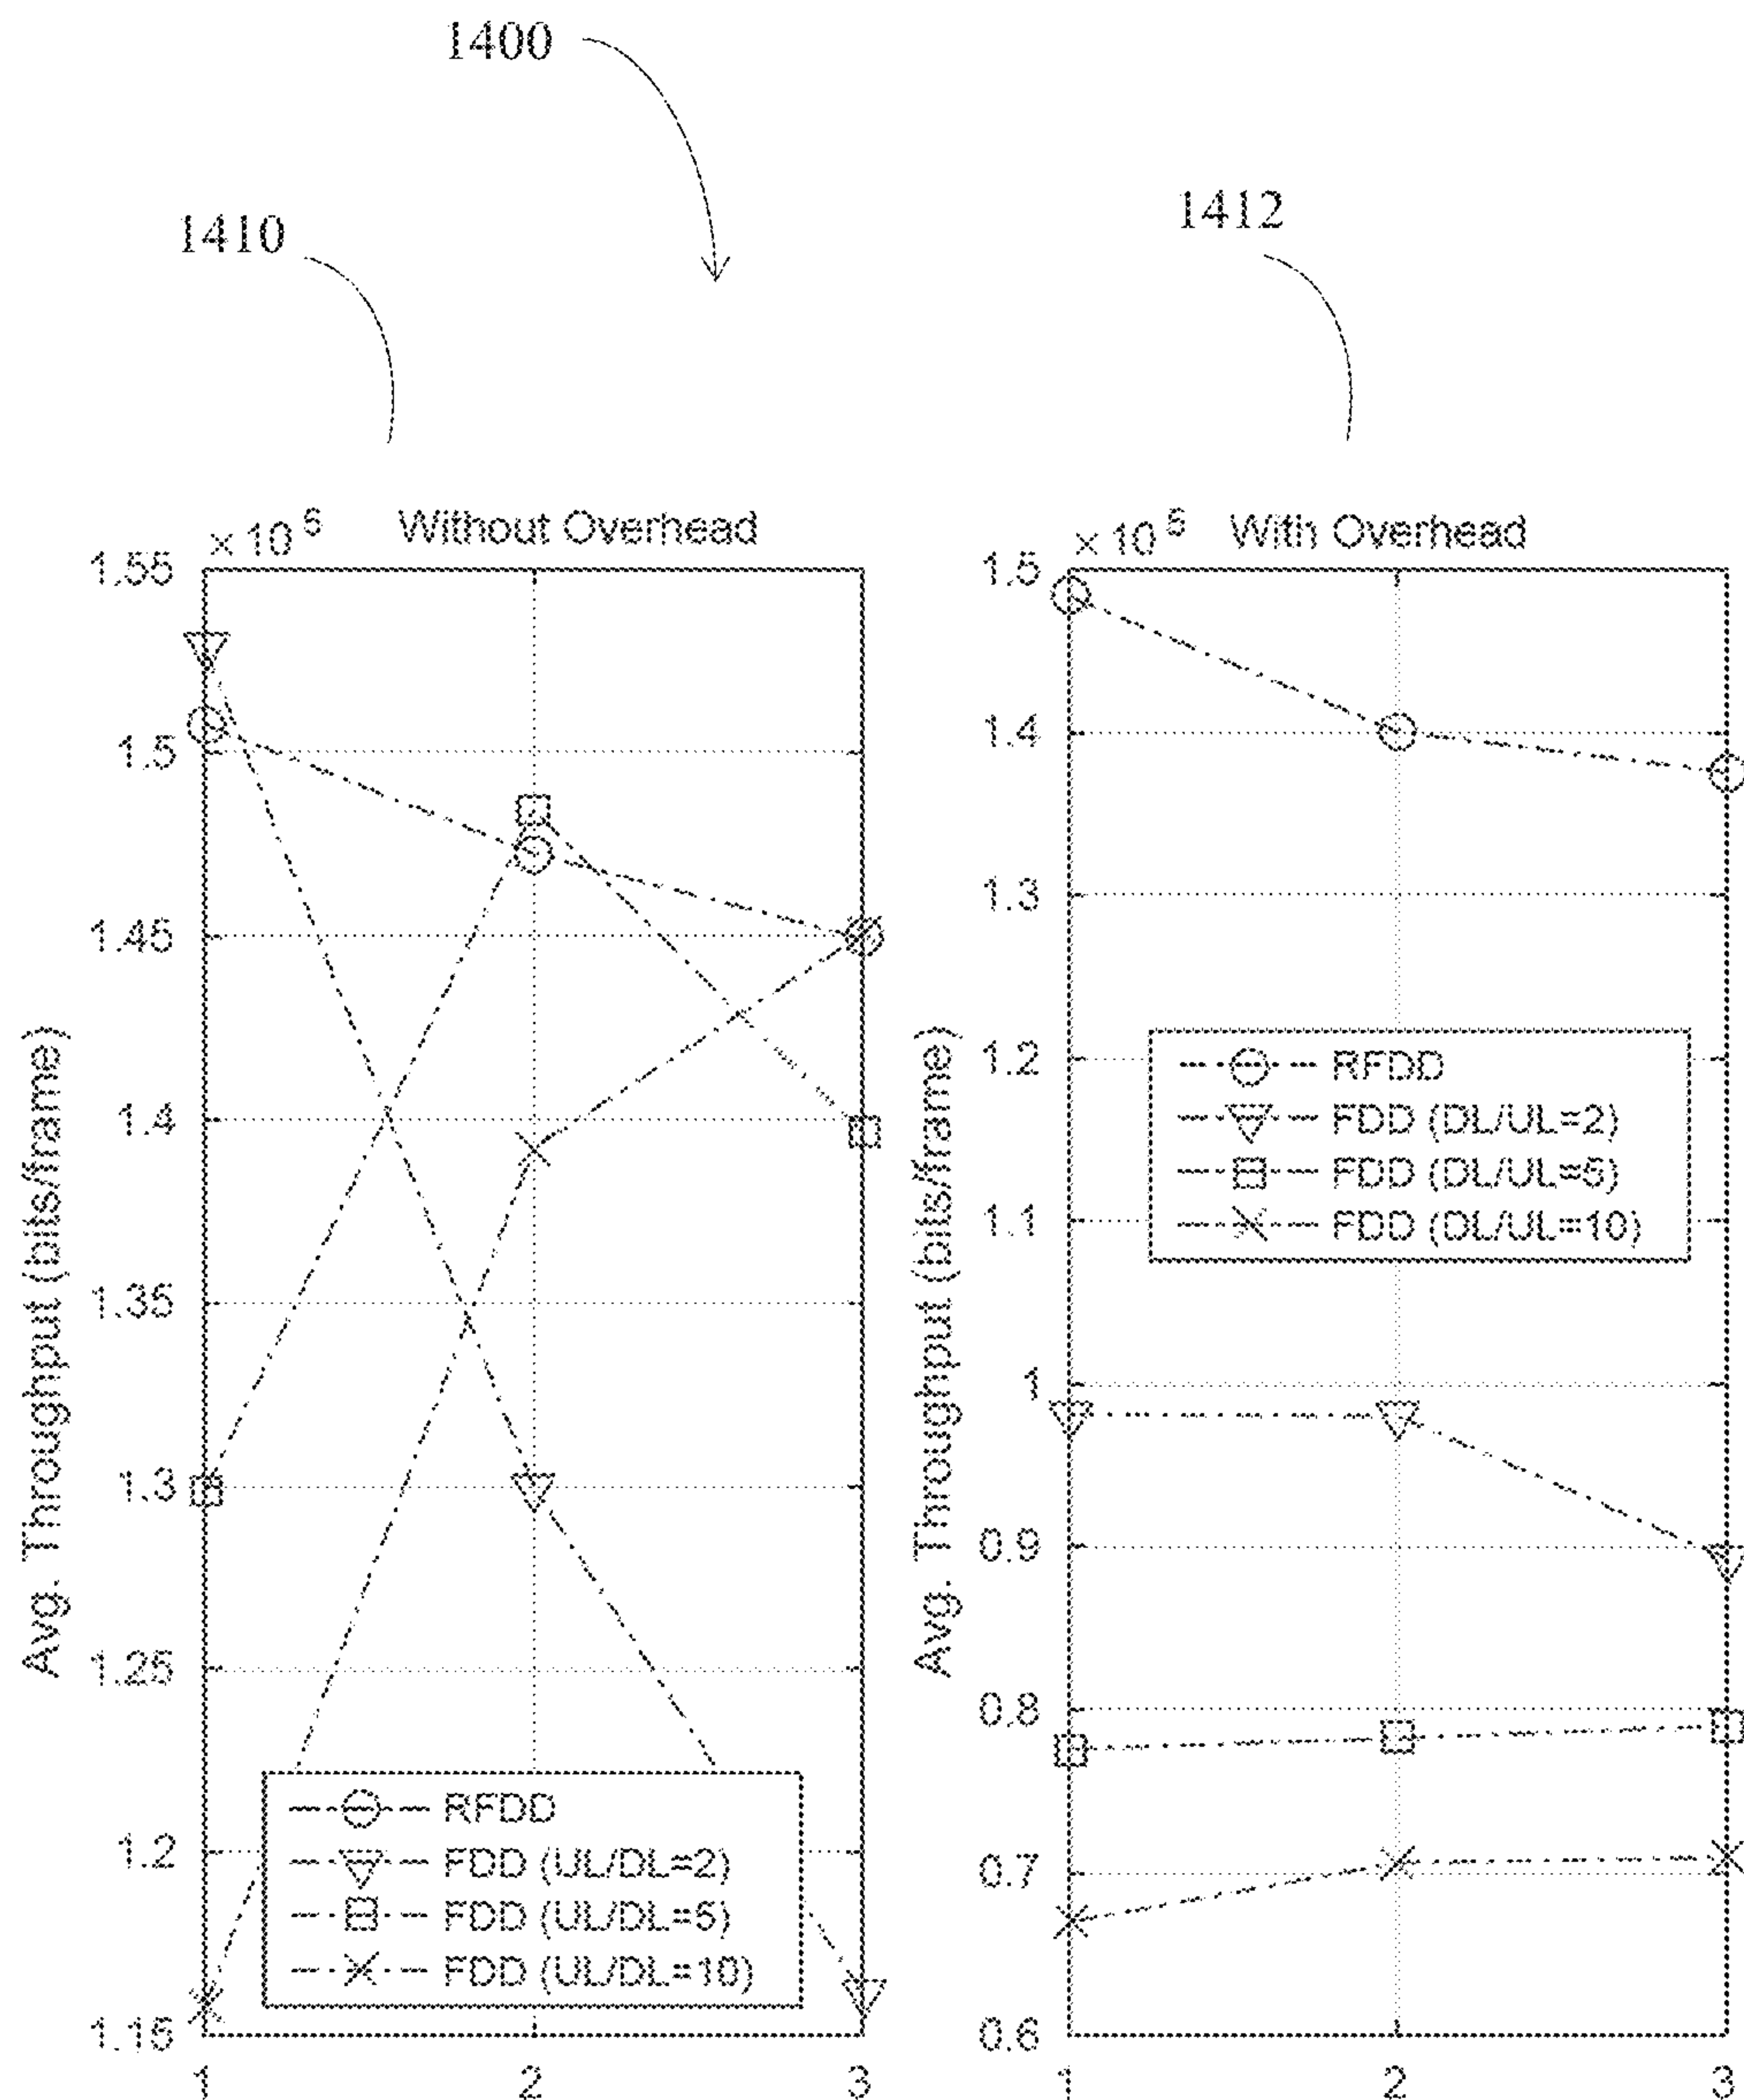 1400
1410
1412
× 10 6 Without Overhead
1.55
1.5
1.45
1.4
1.35
1.3
1.25
1.2
1.15
Avg. Throughput (bits/frame)
RFDD
FDD (UL/DL=2)
FDD (UL/DL=5)
FDD (UL/DL=10)
1
2
3
× 10 6 With Overhead
1.5
1.4
1.3
1.2
1.1
1
0.9
0.8
0.7
0.6
Avg. Throughput (bits/frame)
RFDD
FDD (DL/UL=2)
FDD (DL/UL=5)
FDD (DL/UL=10)
1
2
3